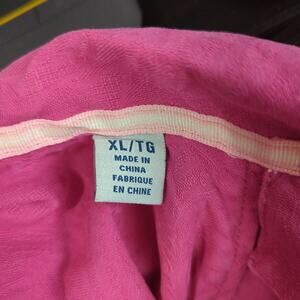 XL/TG
MADE IN
CHINA
FABRIQUE
EN CHINE